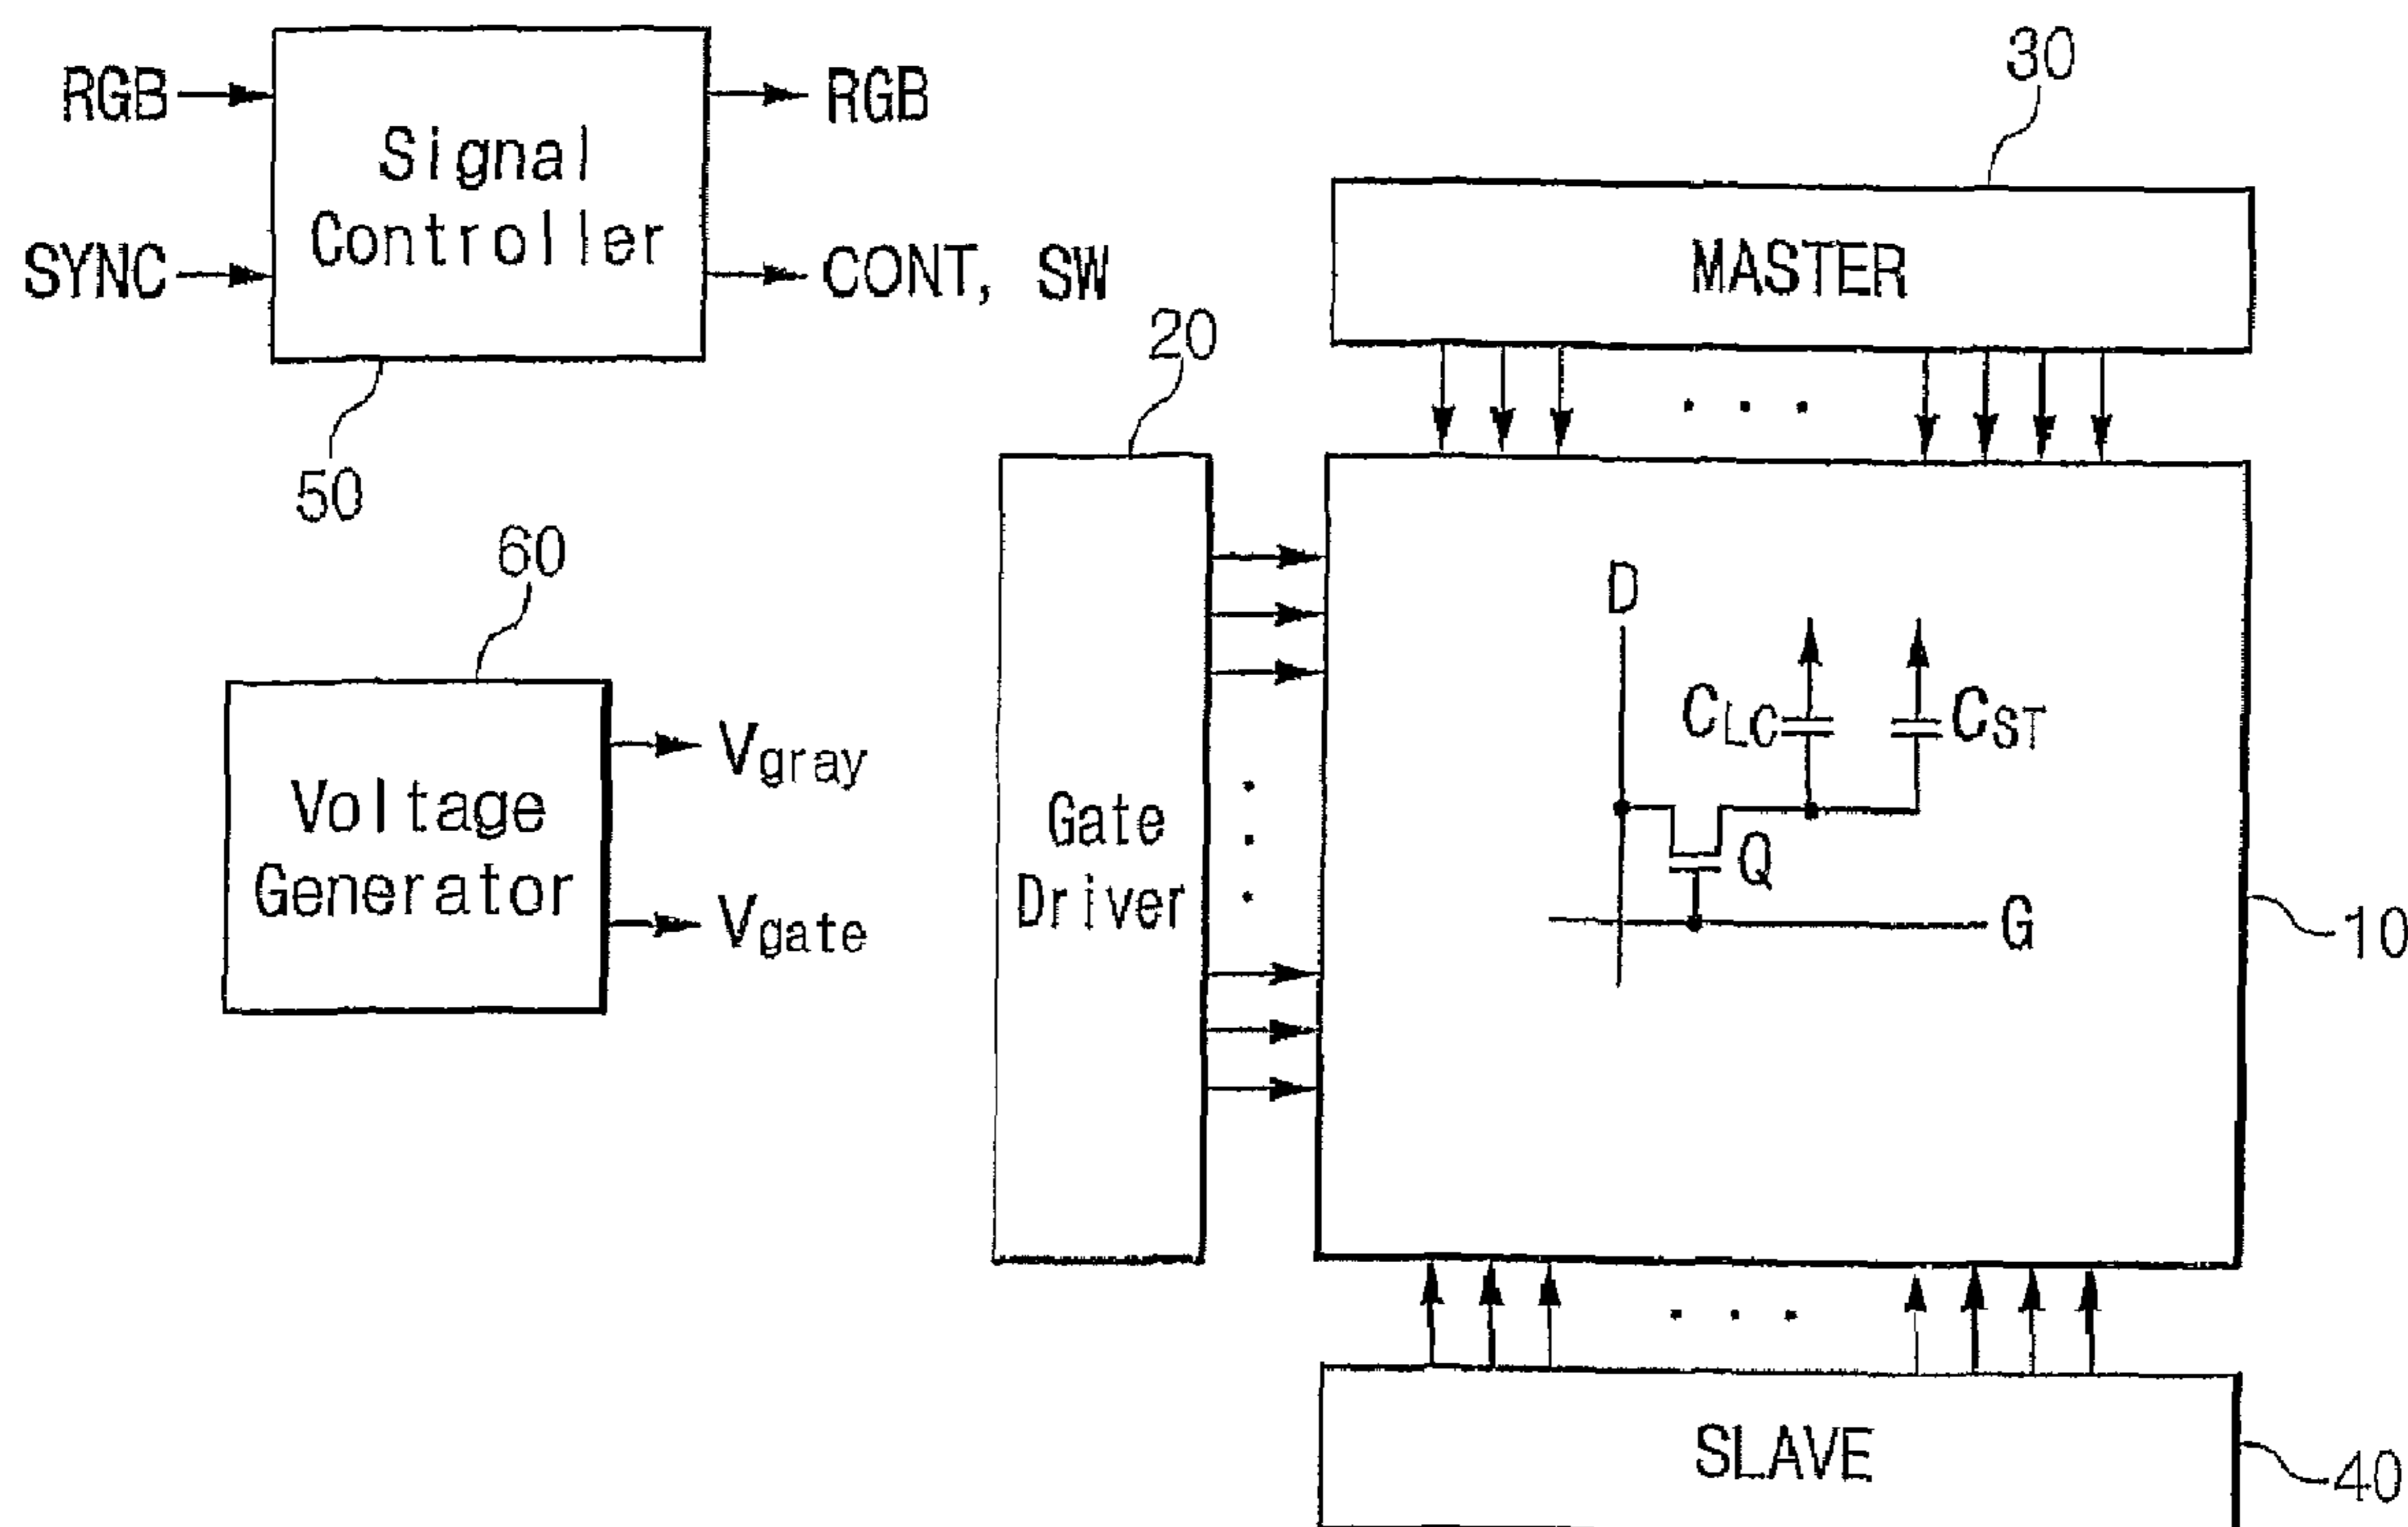 30
RGB
RGB
Signal
Controller
SYNC
CONT, SW
MASTER
20
50
60
D
CLC
CST
Vgray
Voltage
Generator
Gate
Driver
Q
Vgate
G
10
SLAVE
40